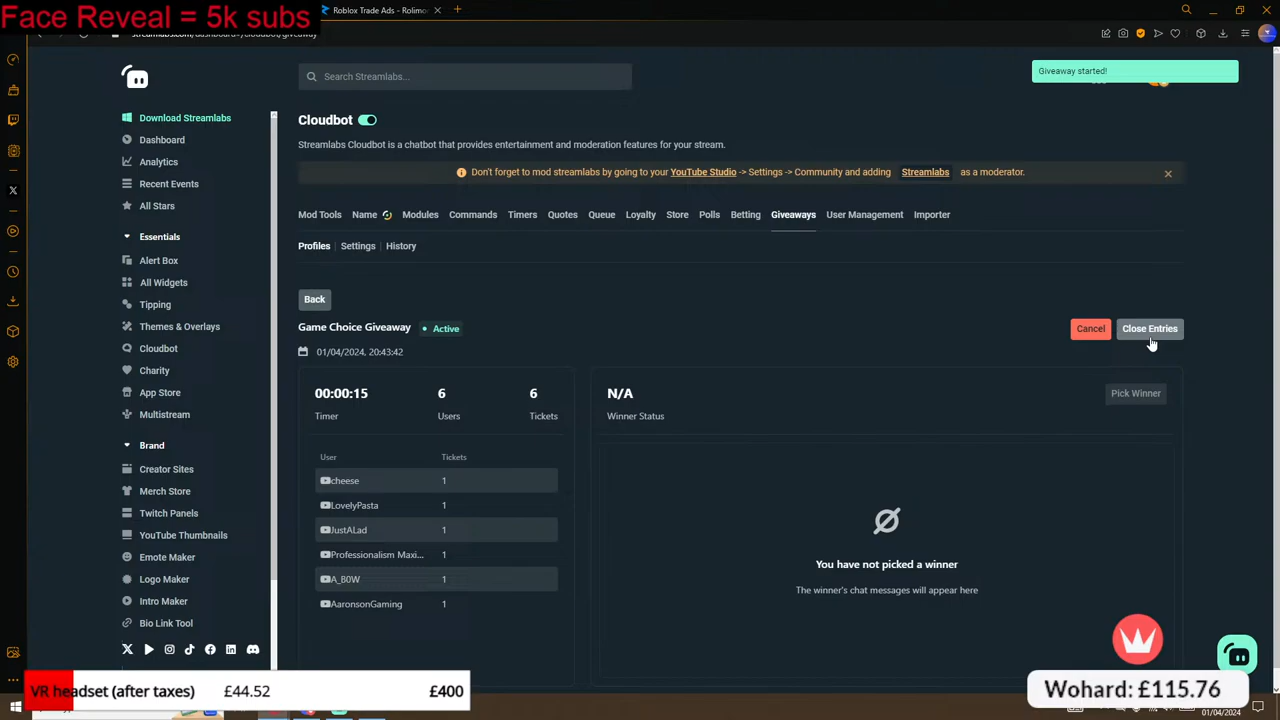 Face Reveal = 5k subs
Roblox Trade Ads - Rolimo
streamlabs.com/dashboard#/cloudbot/giveaway
Search Streamlabs...
Giveaway started!
Download Streamlabs
Dashboard
Analytics
Recent Events
All Stars
Essentials
Alert Box
All Widgets
Tipping
Themes & Overlays
Cloudbot
Charity
App Store
Multistream
Brand
Creator Sites
Merch Store
Twitch Panels
YouTube Thumbnails
Emote Maker
Logo Maker
Intro Maker
Bio Link Tool
Cloudbot
Streamlabs Cloudbot is a chatbot that provides entertainment and moderation features for your stream.
Don't forget to mod streamlabs by going to your YouTube Studio -> Settings -> Community and adding Streamlabs as a moderator.
Mod Tools Name Modules Commands Timers Quotes Queue Loyalty Store Polls Betting Giveaways User Management Importer
Profiles Settings History
Back
Game Choice Giveaway Active
Cancel Close Entries
01/04/2024, 20:43:42
00:00:15 6 6
Timer Users Tickets
User Tickets
cheese 1
LovelyPasta 1
JustALad 1
Professionalism Maxi... 1
A_B0W 1
AaronsonGaming 1
N/A Pick Winner
Winner Status
You have not picked a winner
The winner's chat messages will appear here
VR headset (after taxes) £44.52 £400
Wohard: £115.76
01/04/2024